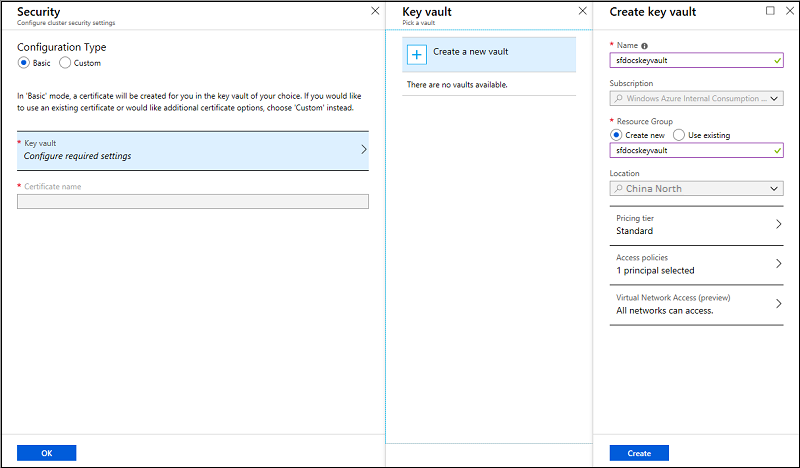 Security
Configure cluster security settings
Configuration Type
Basic
Custom
In 'Basic' mode, a certificate will be created for you in the key vault of your choice. If you would like
to use an existing certificate or would like additional certificate options, choose 'Custom' instead.
* Key vault
Configure required settings
* Certificate name
OK
Key vault
Pick a vault
Create a new vault
There are no vaults available.
Create key vault
* Name
sfdocskeyvault
Subscription
Windows Azure Internal Consumption ...
* Resource Group
Create new
Use existing
sfdocskeyvault
Location
China North
Pricing tier
Standard
Access policies
1 principal selected
Virtual Network Access (preview)
All networks can access.
Create